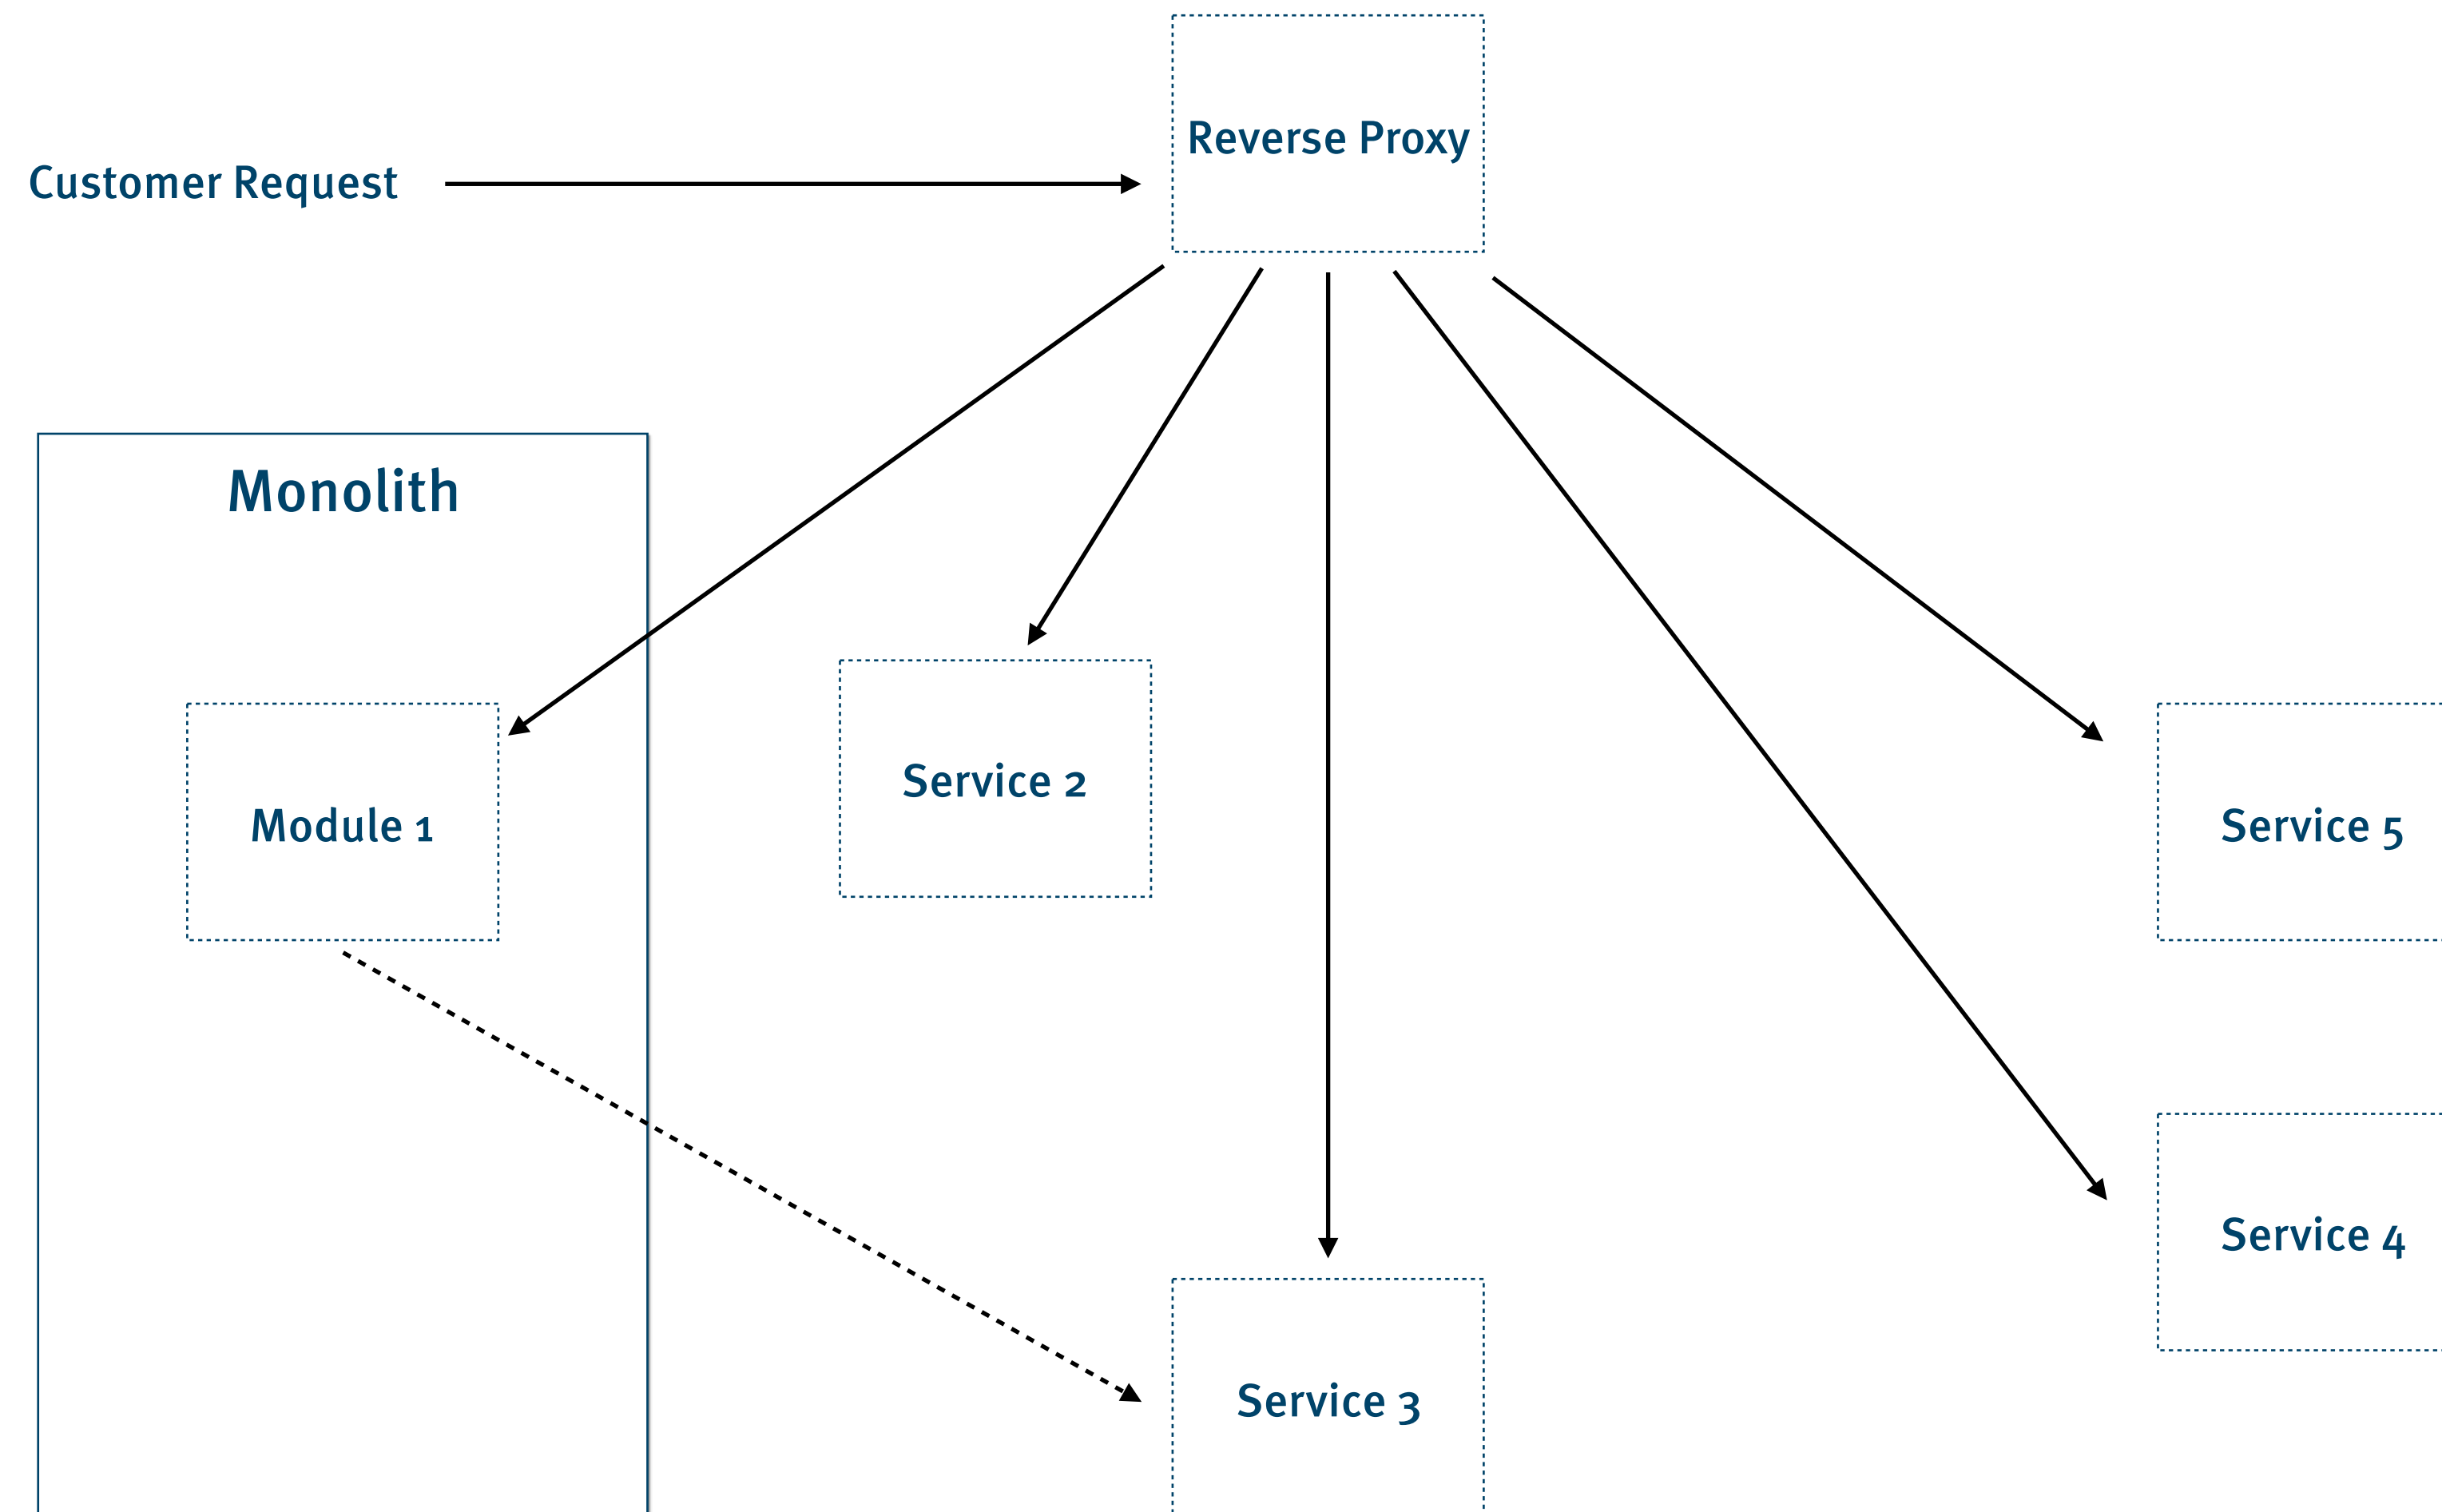 Reverse Proxy
Customer Request
Monolith
Service 2
Module 1
Service 5
Service 4
Service 3